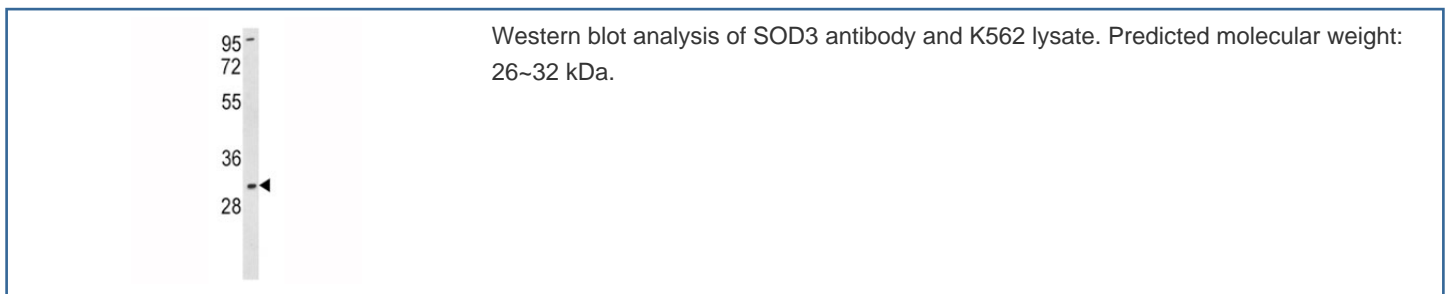 95
72
55
36
28
Western blot analysis of SOD3 antibody and K562 lysate. Predicted molecular weight:
26~32 kDa.